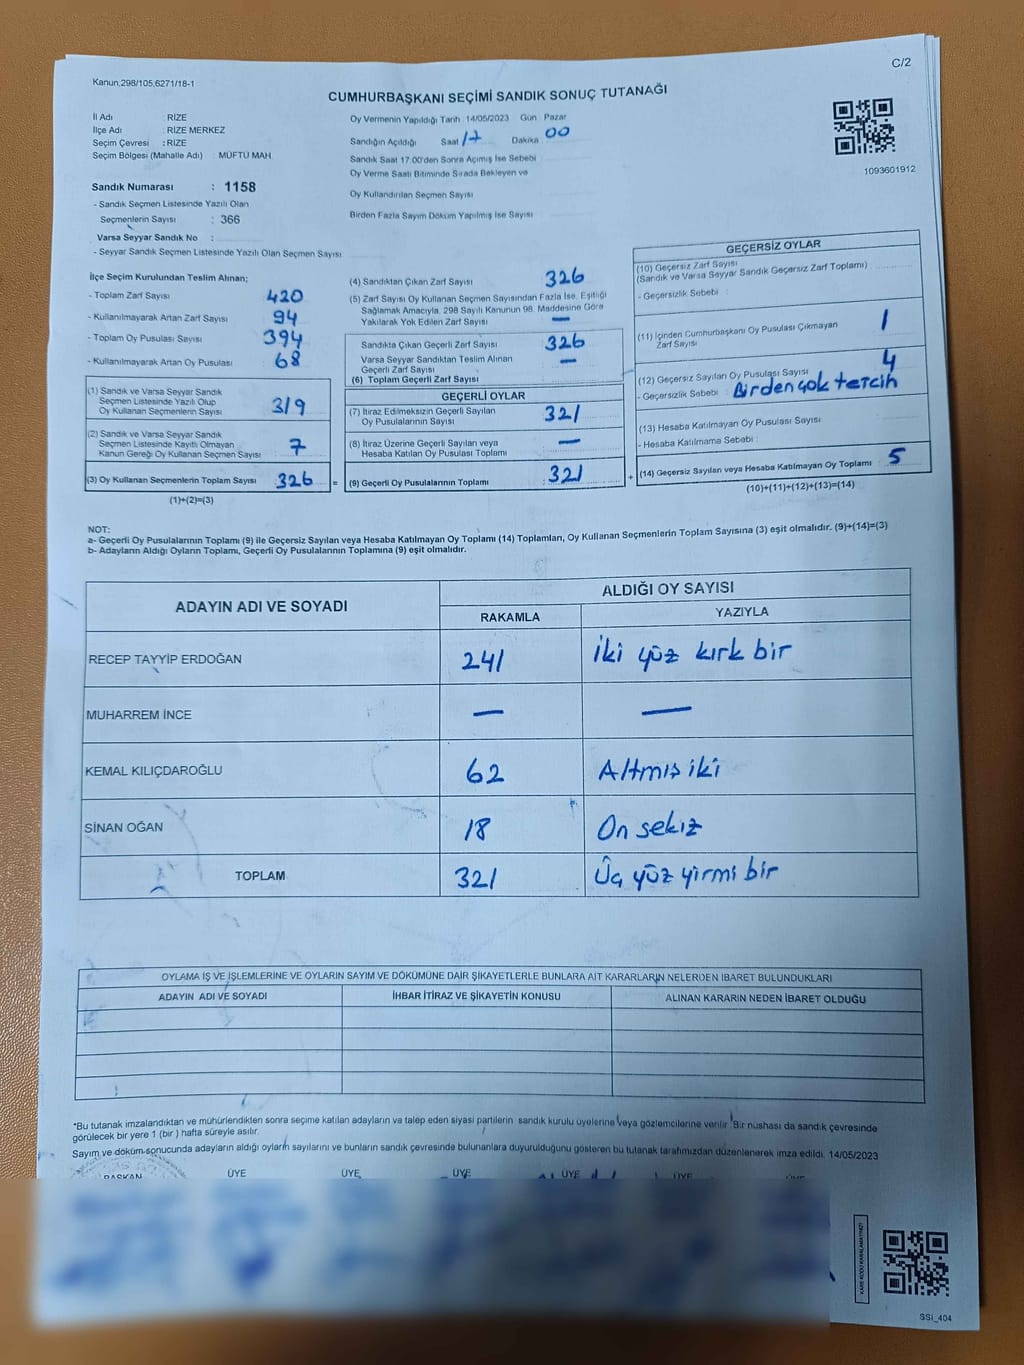 C/2
Kanun;298/105,6271/18-1
CUMHURBAŞKANI SEÇİMİ SANDIK SONUÇ TUTANAĞI
İl Adı : RİZE
İlçe Adı : RİZE MERKEZ
Seçim Çevresi : RİZE
Seçim Bölgesi (Mahalle Adı) : MÜFTÜ MAH.
Sandık Numarası : 1158
- Sandık Seçmen Listesinde Yazılı Olan
Seçmenlerin Sayısı : 366
Varsa Seyyar Sandık No :
- Seyyar Sandık Seçmen Listesinde Yazılı Olan Seçmen Sayısı:
Oy Vermenin Yapıldığı Tarih 14/05/2023 Gün Pazar
Sandığın Açıldığı Saat 17 Dakika 00
Sandık Saat 17.00'den Sonra Açımış İse Sebebi
Oy Verme Saati Bitiminde Sırada Bekleyen ve
Oy Kullandırılan Seçmen Sayısı
Birden Fazla Sayım Döküm Yapılmış İse Sayısı
1093601912
İlçe Seçim Kurulundan Teslim Alınan;
- Toplam Zarf Sayısı 420
- Kullanılmayarak Artan Zarf Sayısı 94
- Toplam Oy Pusulası Sayısı 394
- Kullanılmayarak Artan Oy Pusulası 68
(1) Sandık ve Varsa Seyyar Sandık
Seçmen Listesinde Yazılı Olup
Oy Kullanan Seçmenlerin Sayısı 319
(2) Sandık ve Varsa Seyyar Sandık
Seçmen Listesinde Kayıtlı Olmayan
Kanun Gereği Oy Kullanan Seçmen Sayısı 7
(3) Oy Kullanan Seçmenlerin Toplam Sayısı 326 =
(1)+(2)=(3)
(4) Sandıktan Çıkan Zarf Sayısı 326
(5) Zarf Sayısı Oy Kullanan Seçmen Sayısından Fazla İse, Eşitliği
Sağlamak Amacıyla, 298 Sayılı Kanunun 98. Maddesine Göre
Yakılarak Yok Edilen Zarf Sayısı —
Sandıkta Çıkan Geçerli Zarf Sayısı 326
Varsa Seyyar Sandıktan Teslim Alınan
Geçerli Zarf Sayısı —
(6) Toplam Geçerli Zarf Sayısı
GEÇERLİ OYLAR
(7) İtiraz Edilmeksizin Geçerli Sayılan
Oy Pusulalarının Sayısı 321
(8) İtiraz Üzerine Geçerli Sayılan veya
Hesaba Katılan Oy Pusulası Toplamı —
(9) Geçerli Oy Pusulalarının Toplamı 321 +
GEÇERSİZ OYLAR
(10) Geçersiz Zarf Sayısı
(Sandık ve Varsa Seyyar Sandık Geçersiz Zarf Toplamı)
- Geçersizlik Sebebi :
(11) İçinden Cumhurbaşkanı Oy Pusulası Çıkmayan
Zarf Sayısı 1
(12) Geçersiz Sayılan Oy Pusulası Sayısı 4
- Geçersizlik Sebebi : Birden çok tercih
(13) Hesaba Katılmayan Oy Pusulası Sayısı
- Hesaba Katılmama Sebebi :
(14) Geçersiz Sayılan veya Hesaba Katılmayan Oy Toplamı 5
(10)+(11)+(12)+(13)=(14)
NOT:
a- Geçerli Oy Pusulalarının Toplamı (9) ile Geçersiz Sayılan veya Hesaba Katılmayan Oy Toplamı (14) Toplamları, Oy Kullanan Seçmenlerin Toplam Sayısına (3) eşit olmalıdır. (9)+(14)=(3)
b- Adayların Aldığı Oyların Toplamı, Geçerli Oy Pusulalarının Toplamına (9) eşit olmalıdır.
ADAYIN ADI VE SOYADI ALDIĞI OY SAYISI
RAKAMLA YAZIYLA
RECEP TAYYİP ERDOĞAN 241 İki yüz kırk bir
MUHARREM İNCE — —
KEMAL KILIÇDAROĞLU 62 Altmış iki
SİNAN OĞAN 18 On sekiz
TOPLAM 321 Üç yüz yirmi bir
OYLAMA İŞ VE İŞLEMLERİNE VE OYLARIN SAYIM VE DÖKÜMÜNE DAİR ŞİKAYETLERLE BUNLARA AİT KARARLARIN NELERDEN İBARET BULUNDUKLARI
ADAYIN ADI VE SOYADI İHBAR İTİRAZ VE ŞİKAYETİN KONUSU ALINAN KARARIN NEDEN İBARET OLDUĞU
*Bu tutanak imzalandıktan ve mühürlendikten sonra seçime katılan adayların ve talep eden siyasi partilerin sandık kurulu üyelerine veya gözlemcilerine verilir. Bir nüshası da sandık çevresinde
görülecek bir yere 1 (bir) hafta süreyle asılır.
Sayım ve döküm sonucunda adayların aldığı oyların sayılarını ve bunların sandık çevresinde bulunanlara duyurulduğunu gösteren bu tutanak tarafımızdan düzenlenerek imza edildi. 14/05/2023
BAŞKAN ÜYE ÜYE ÜYE ÜYE ÜYE ÜYE
SSI_404